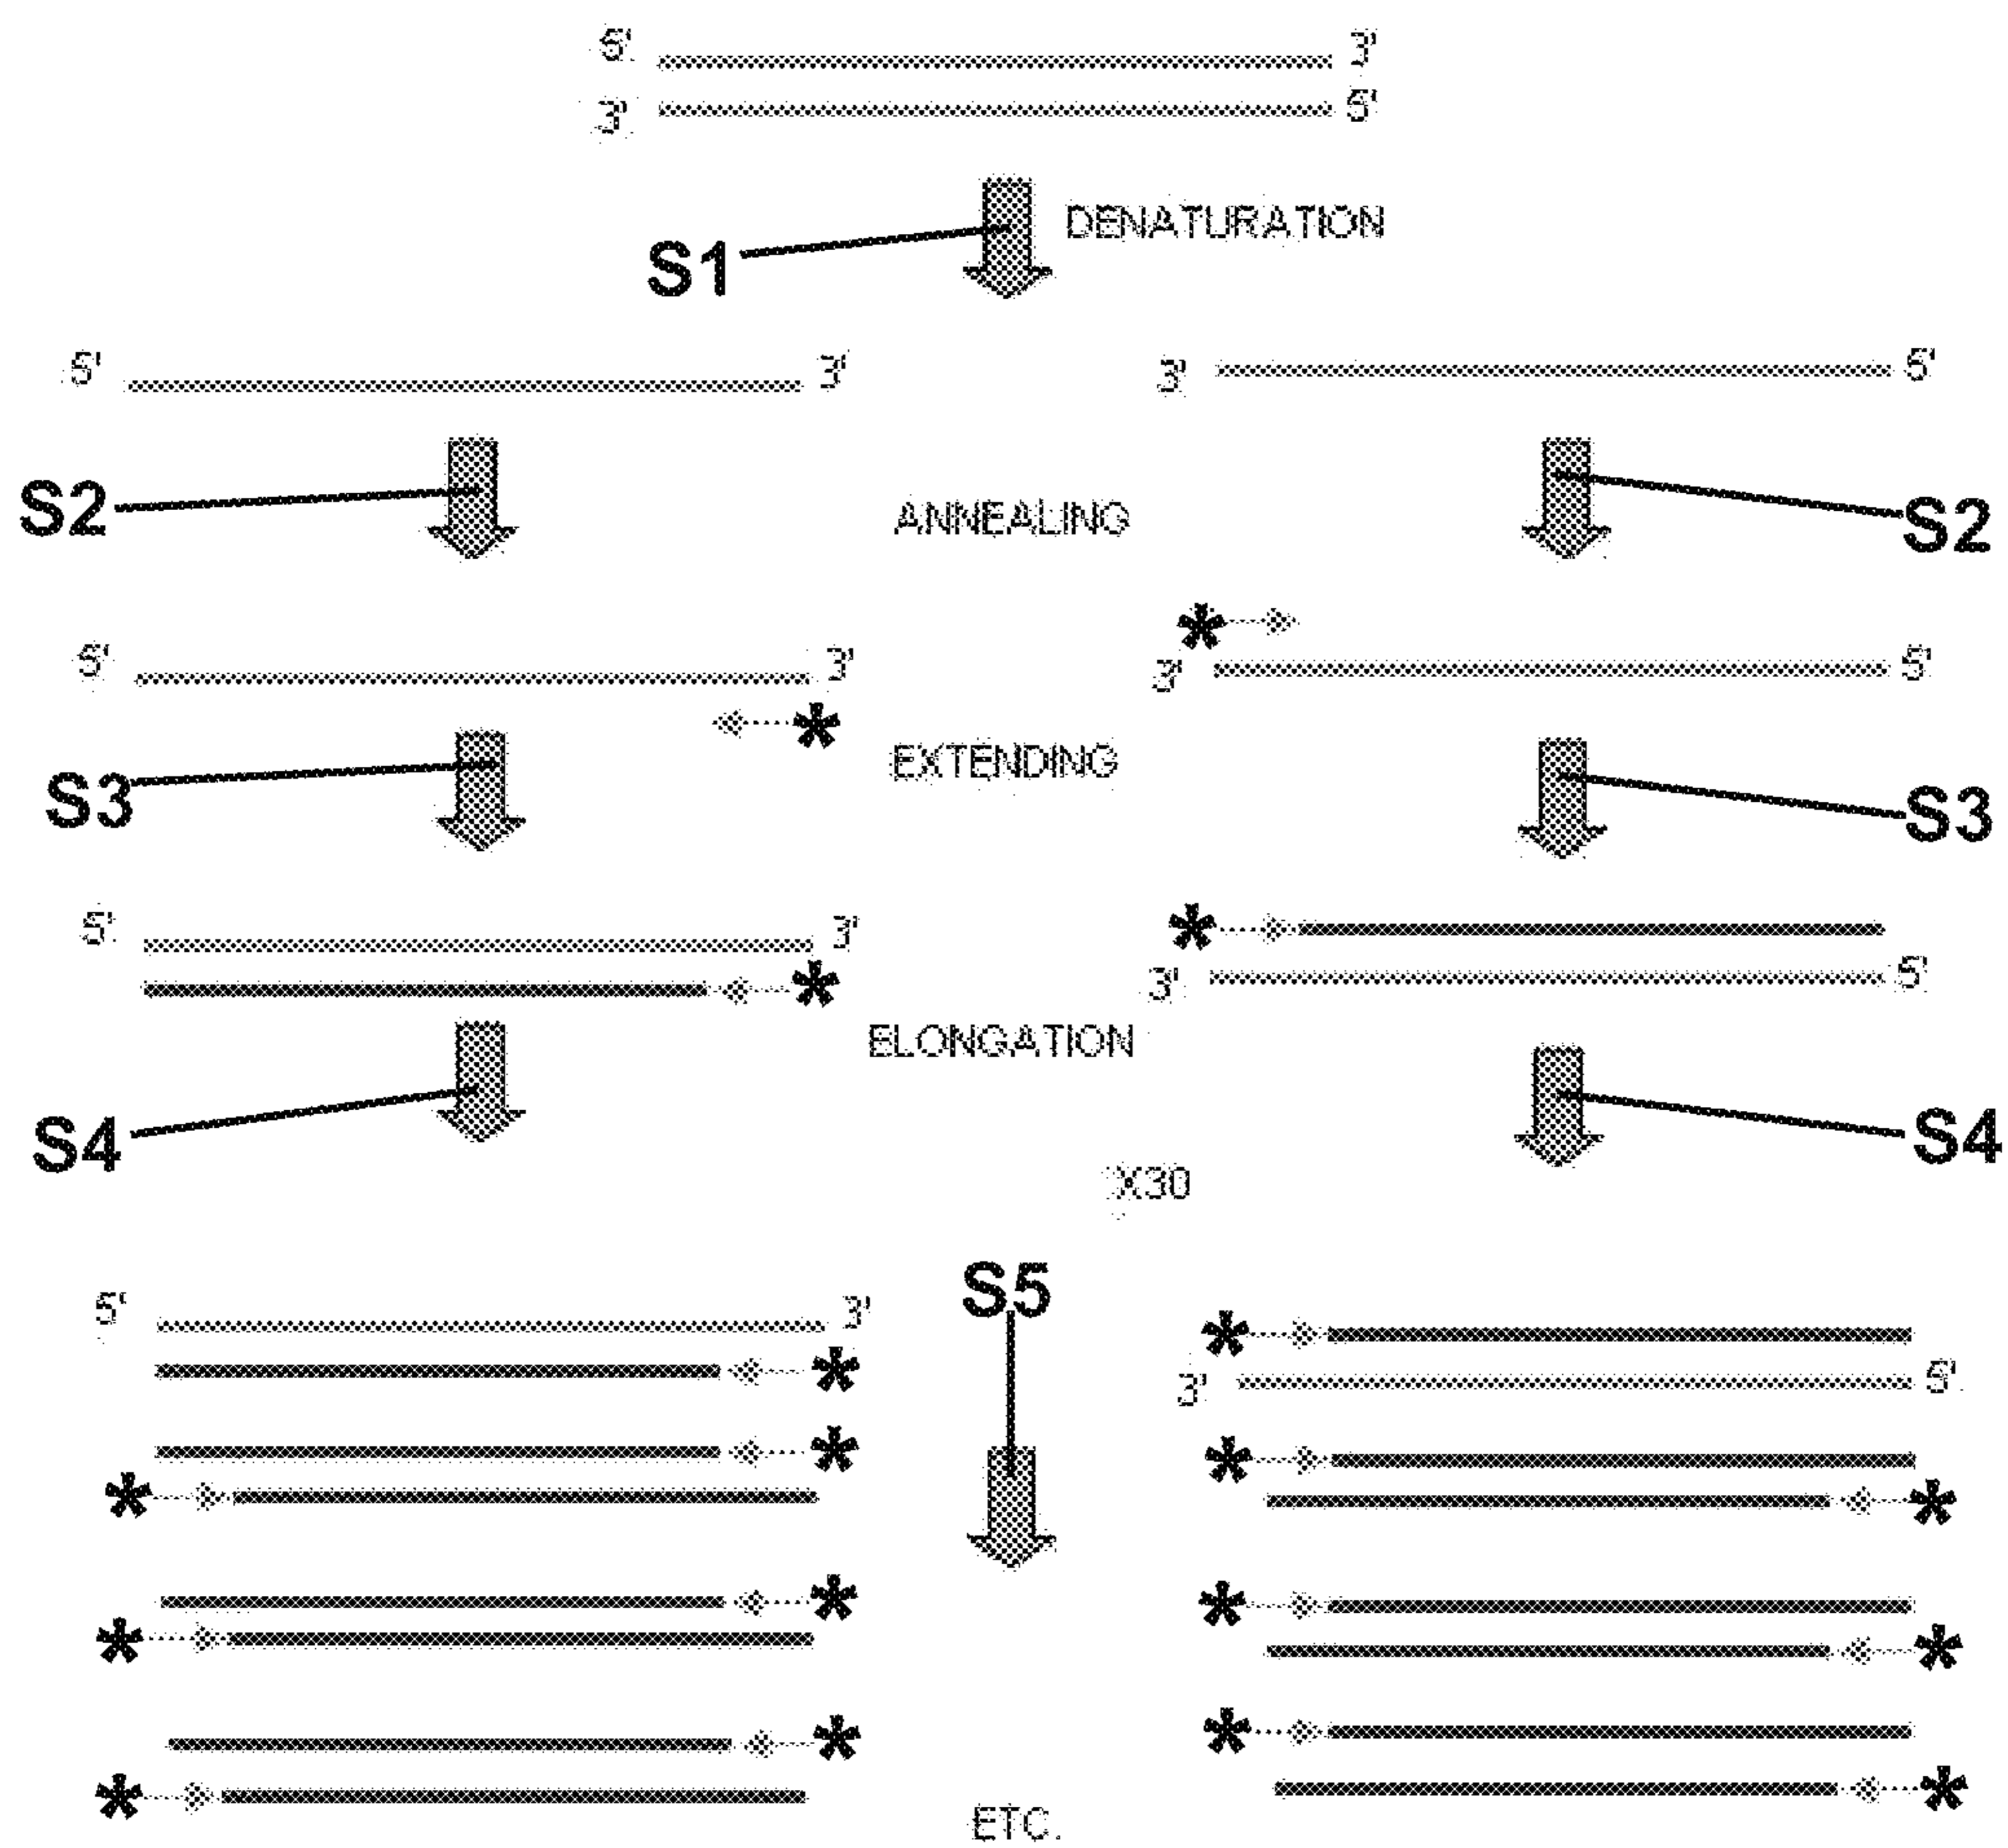 5' 3'
3' 5'
DENATURATION
S1
5' 3' 3' 5'
S2 ANNEALING S2
*
5' 3' 3' 5'
*
S3 EXTENDING S3
5' 3' *
* 3' 5'
ELONGATION
S4 S4
X30
S5
5' 3' *
* 3' 5'
* *
* *
* *
* *
* *
* *
ETC.